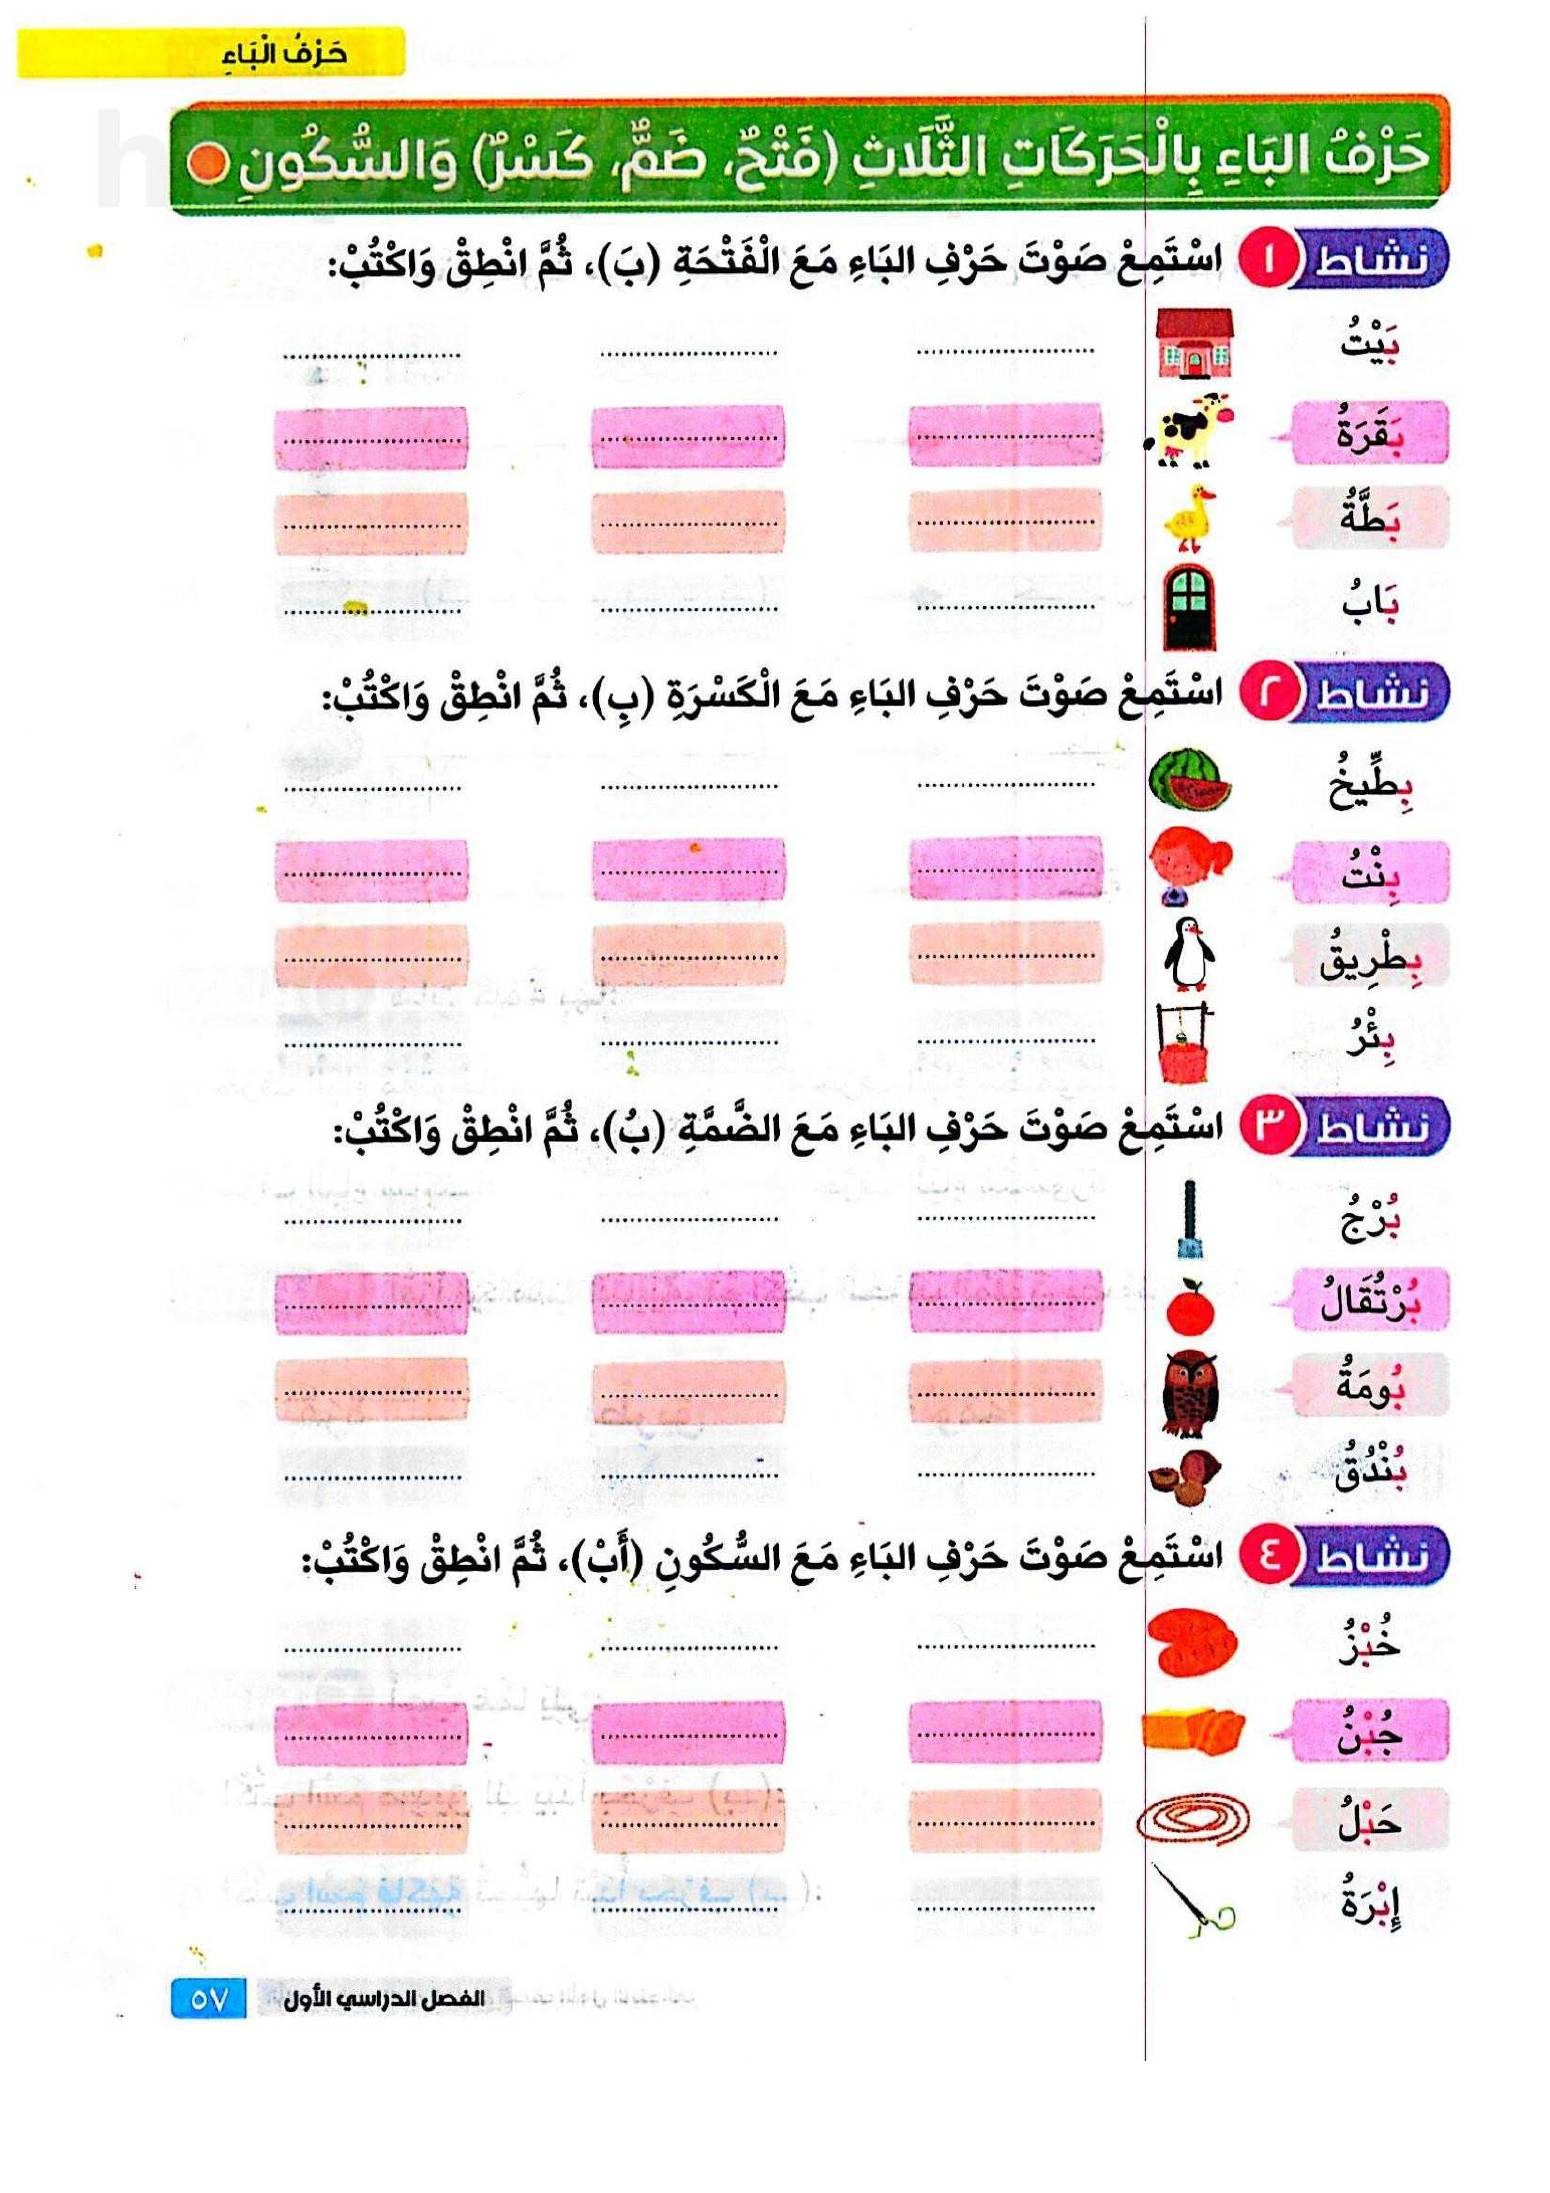 حَرْفُ الْبَاءِ
حَرْفُ البَاءِ بِالْحَرَكَاتِ الثَّلَاثِ (فَتْحٌ، ضَمٌّ، كَسْرٌ) وَالسُّكُونِ
نشاط ١ اسْتَمِعْ صَوْتَ حَرْفِ البَاءِ مَعَ الْفَتْحَةِ (بَ)، ثُمَّ انْطِقْ وَاكْتُبْ:
بَيْتُ
بَقَرَةُ
بَطَّةُ
بَابُ
نشاط ٢ اسْتَمِعْ صَوْتَ حَرْفِ البَاءِ مَعَ الْكَسْرَةِ (بِ)، ثُمَّ انْطِقْ وَاكْتُبْ:
بِطِّيخُ
بِنْتُ
بِطْرِيقُ
بِئْرُ
نشاط ٣ اسْتَمِعْ صَوْتَ حَرْفِ البَاءِ مَعَ الضَّمَّةِ (بُ)، ثُمَّ انْطِقْ وَاكْتُبْ:
بُرْجُ
بُرْتُقَالُ
بُومَةُ
بُنْدُقُ
نشاط ٤ اسْتَمِعْ صَوْتَ حَرْفِ البَاءِ مَعَ السُّكُونِ (أَبْ)، ثُمَّ انْطِقْ وَاكْتُبْ:
خُبْزُ
جُبْنُ
حَبْلُ
إِبْرَةُ
الفصل الدراسي الأول
٥٧